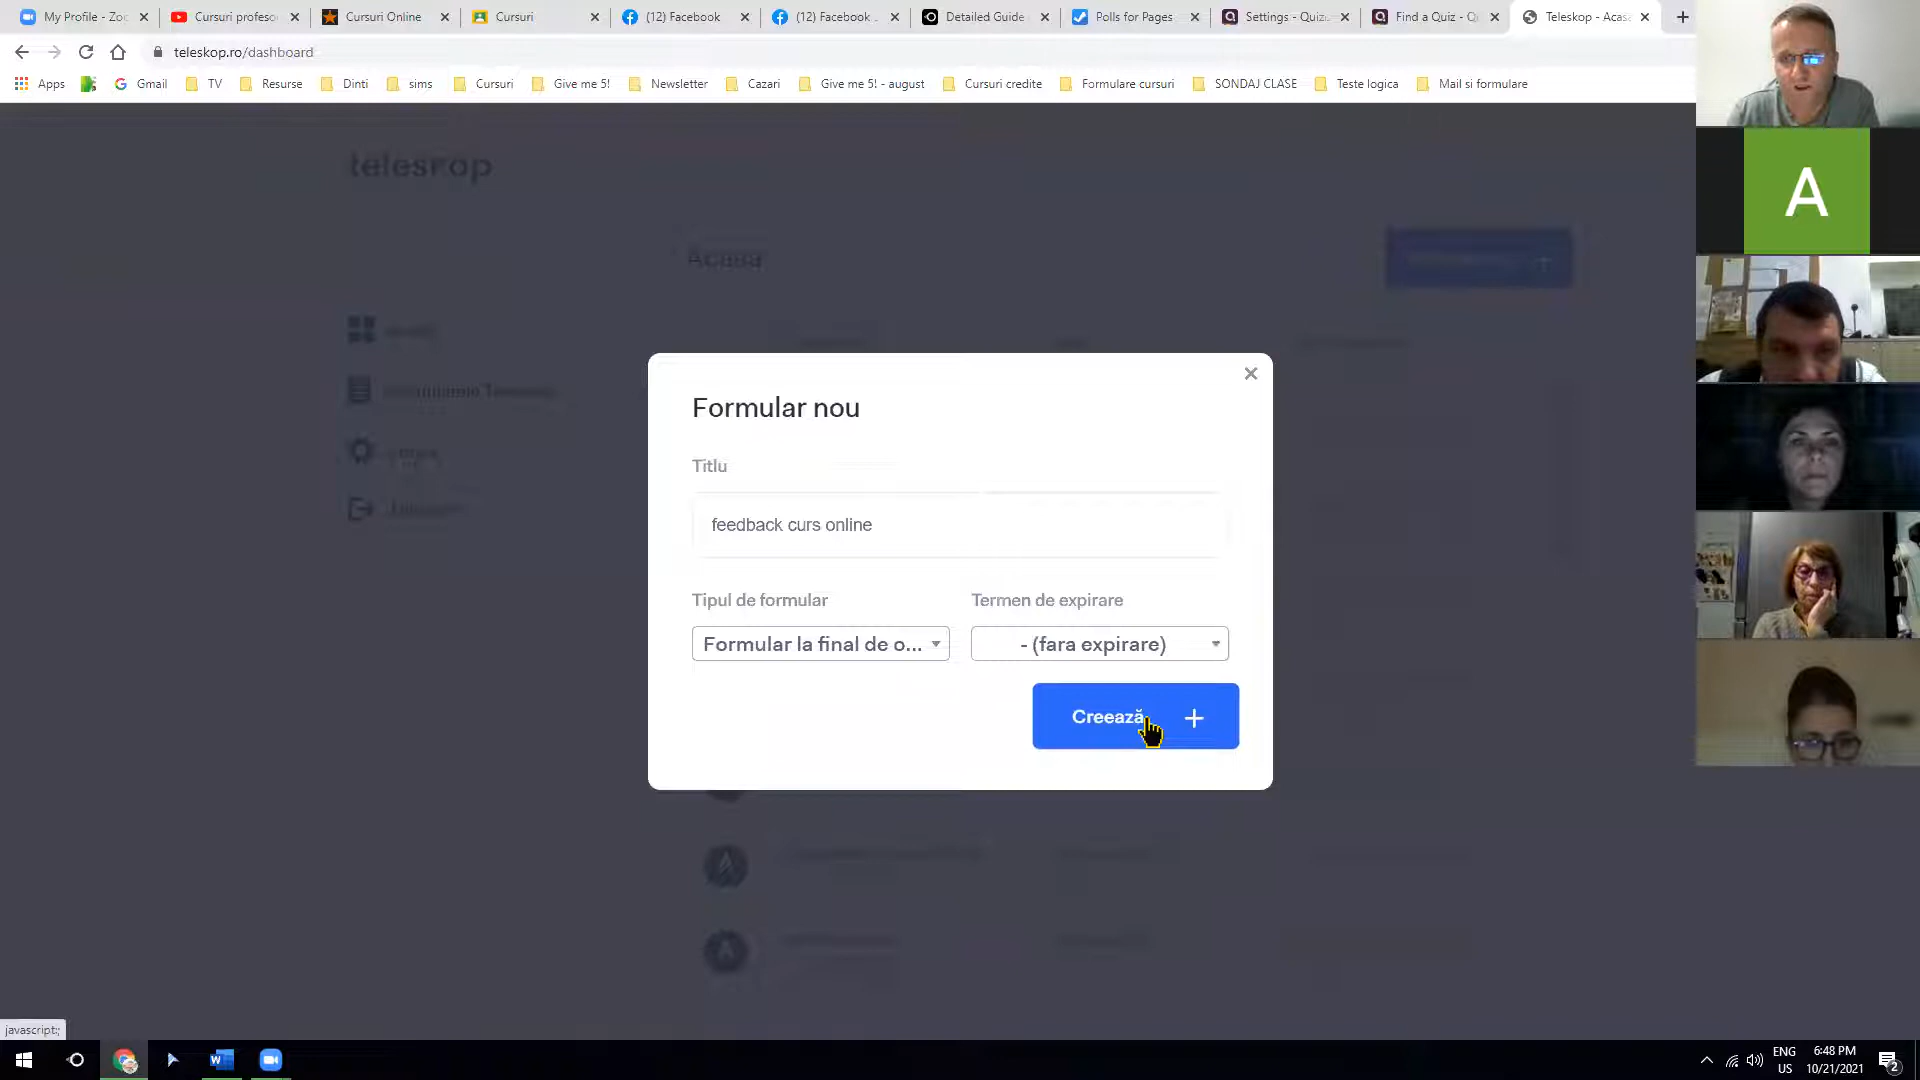 My Profile - Zoo
Cursuri profeso
Cursuri Online
Cursuri
(12) Facebook
(12) Facebook
Detailed Guide
Polls for Pages
Settings - Quiz
Find a Quiz - Q
Teleskop - Acasa
teleskop.ro/dashboard
Apps
Gmail
TV
Resurse
Dinti
sims
Cursuri
Give me 5!
Newsletter
Cazari
Give me 5! - august
Cursuri credite
Formulare cursuri
SONDAJ CLASE
Teste logica
Mail si formulare
teleskop
Acasa
A
Formular nou
Titlu
feedback curs online
Tipul de formular
Termen de expirare
Formular la final de o...
- (fara expirare)
Creează
javascript:;
ENG
US
6:48 PM
10/21/2021
2